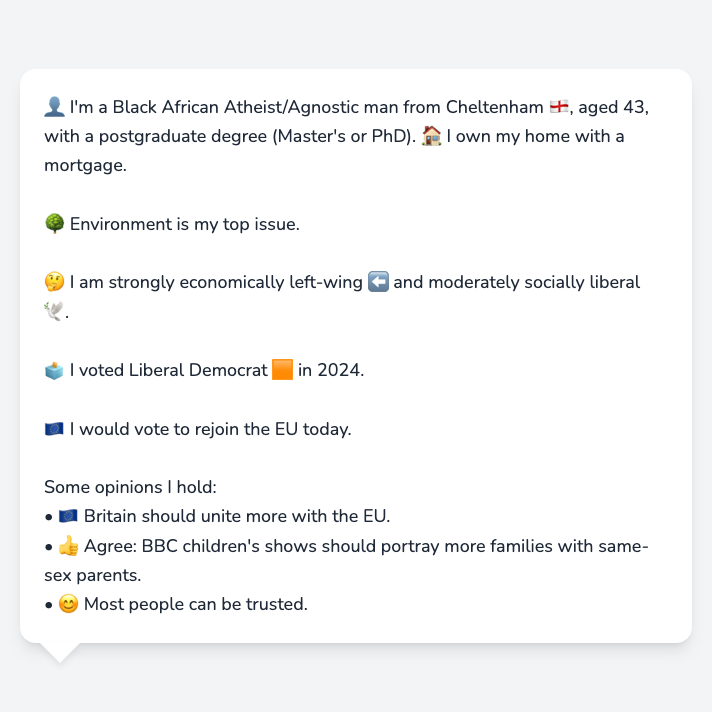 👤 I'm a Black African Atheist/Agnostic man from Cheltenham 🏴󠁧󠁢󠁥󠁮󠁧󠁿, aged 43,
with a postgraduate degree (Master's or PhD). 🏠 I own my home with a
mortgage.
🌳 Environment is my top issue.
🤔 I am strongly economically left-wing ⬅️ and moderately socially liberal
🕊️.
🗳️ I voted Liberal Democrat 🟧 in 2024.
🇪🇺 I would vote to rejoin the EU today.
Some opinions I hold:
• 🇪🇺 Britain should unite more with the EU.
• 👍 Agree: BBC children's shows should portray more families with same-
sex parents.
• 😊 Most people can be trusted.